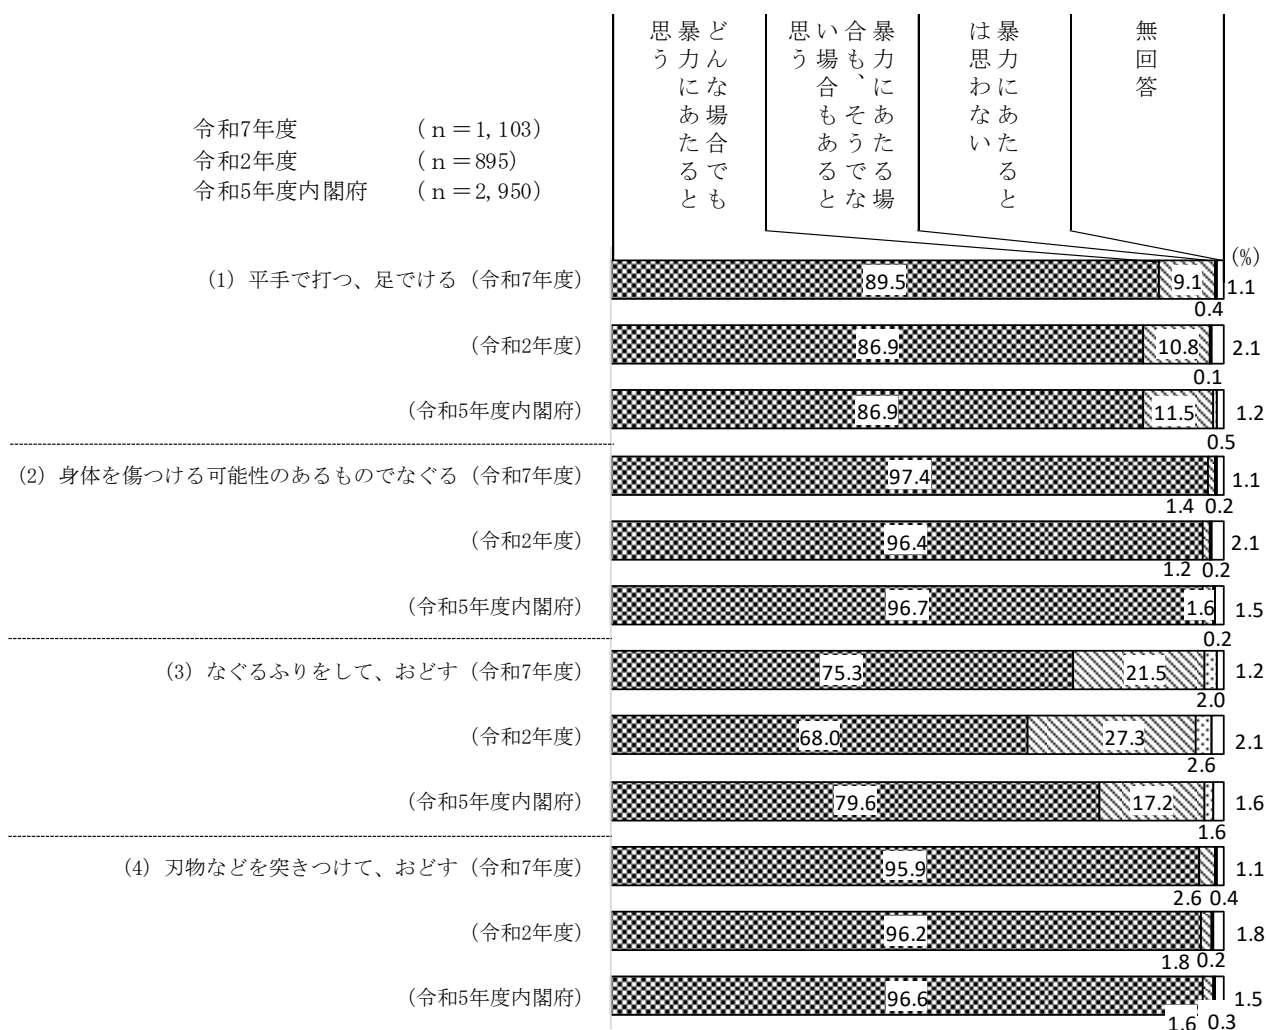 どんな場合でも
暴力にあたると
思う
暴力にあたる場
合も、そうでな
い場合もあると
思う
暴力にあたると
は思わない
無回答
令和7年度 (n=1,103)
令和2年度 (n=895)
令和5年度内閣府 (n=2,950)
(%)
(1) 平手で打つ、足でける (令和7年度) 89.5 9.1 1.1
0.4
(令和2年度) 86.9 10.8 2.1
0.1
(令和5年度内閣府) 86.9 11.5 1.2
0.5
(2) 身体を傷つける可能性のあるものでなぐる (令和7年度) 97.4 1.1
1.4 0.2
(令和2年度) 96.4 2.1
1.2 0.2
(令和5年度内閣府) 96.7 1.6 1.5
0.2
(3) なぐるふりをして、おどす (令和7年度) 75.3 21.5 1.2
2.0
(令和2年度) 68.0 27.3 2.1
2.6
(令和5年度内閣府) 79.6 17.2 1.6
1.6
(4) 刃物などを突きつけて、おどす (令和7年度) 95.9 1.1
2.6 0.4
(令和2年度) 96.2 1.8
1.8 0.2
(令和5年度内閣府) 96.6 1.5
1.6 0.3